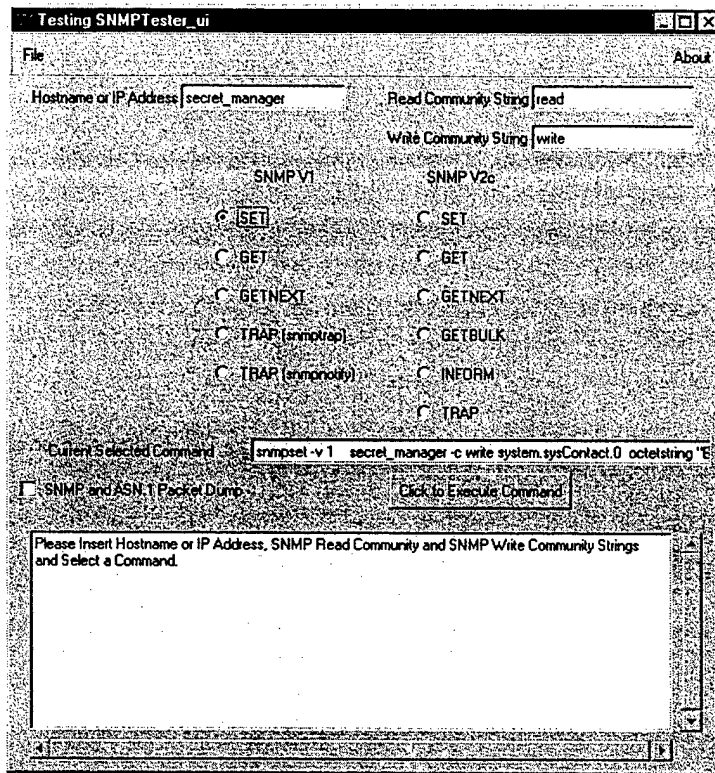 Testing SNMPTester_ui
File About
Hostname or IP Address secret_manager Read Community String read
Write Community String write
SNMP V1 SNMP V2c
SET SET
GET GET
GETNEXT GETNEXT
TRAP (snmptrap) GETBULK
TRAP (snmpnotify) INFORM
TRAP
Current Selected Command snmpset -v 1 secret_manager -c write system.sysContact.0 octetstring "E
SNMP and ASN.1 Packet Dump Click to Execute Command
Please Insert Hostname or IP Address, SNMP Read Community and SNMP Write Community Strings
and Select a Command.